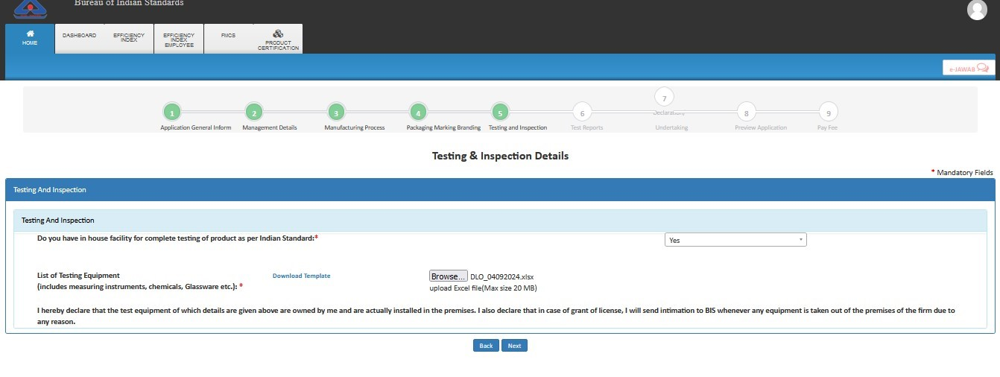 Bureau of Indian Standards
HOME
DASHBOARD
EFFICIENCY
INDEX
EFFICIENCY
INDEX
EMPLOYEE
FMCS
PRODUCT
CERTIFICATION
e-JAWAB
1
2
3
4
5
6
7
8
9
Application General Inform
Management Details
Manufacturing Process
Packaging Marking Branding
Testing and Inspection
Test Reports
Declaration/
Undertaking
Preview Application
Pay Fee
Testing & Inspection Details
* Mandatory Fields
Testing And Inspection
Testing And Inspection
Do you have in house facility for complete testing of product as per Indian Standard:* Yes
List of Testing Equipment Download Template Browse... DLO_04092024.xlsx
(includes measuring instruments, chemicals, Glassware etc.): * upload Excel file(Max size 20 MB)
I hereby declare that the test equipment of which details are given above are owned by me and are actually installed in the premises. I also declare that in case of grant of license, I will send intimation to BIS whenever any equipment is taken out of the premises of the firm due to
any reason.
Back Next